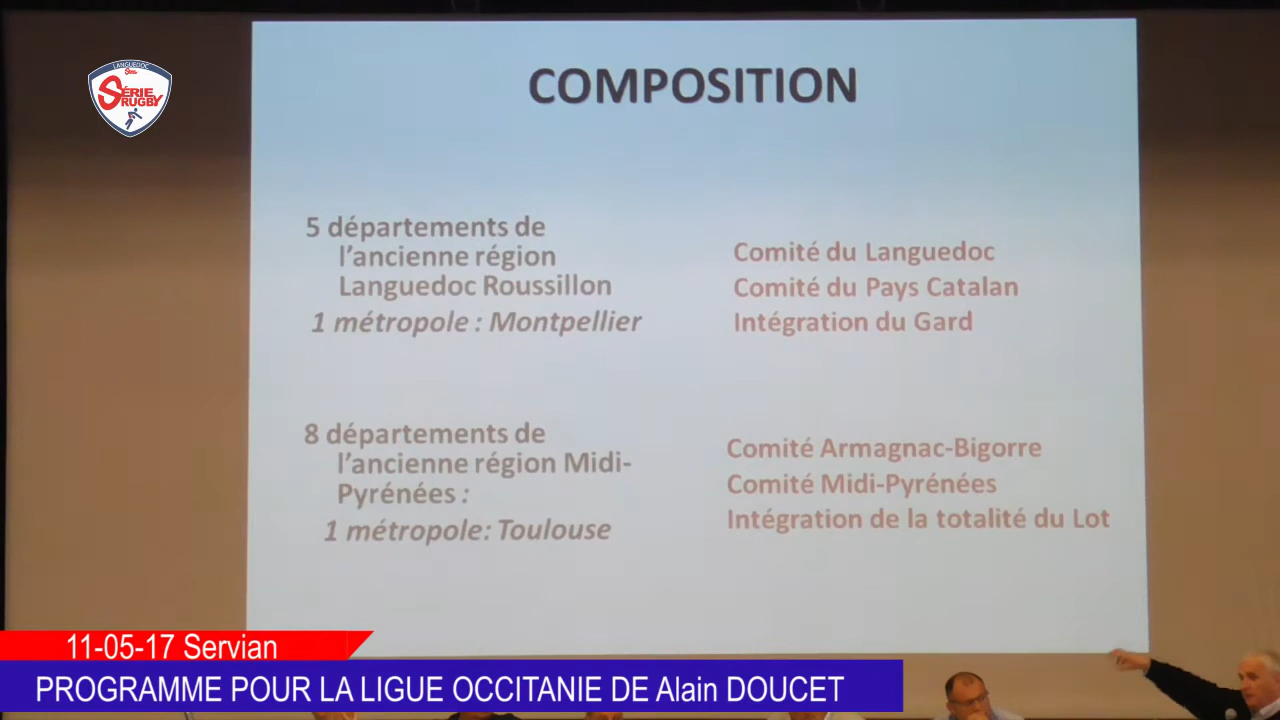 LANGUEDOC
SÉRIE
RUGBY
COMPOSITION
5 départements de
l'ancienne région
Languedoc Roussillon
1 métropole : Montpellier
Comité du Languedoc
Comité du Pays Catalan
Intégration du Gard
8 départements de
l'ancienne région Midi-
Pyrénées :
1 métropole: Toulouse
Comité Armagnac-Bigorre
Comité Midi-Pyrénées
Intégration de la totalité du Lot
11-05-17 Servian
PROGRAMME POUR LA LIGUE OCCITANIE DE Alain DOUCET